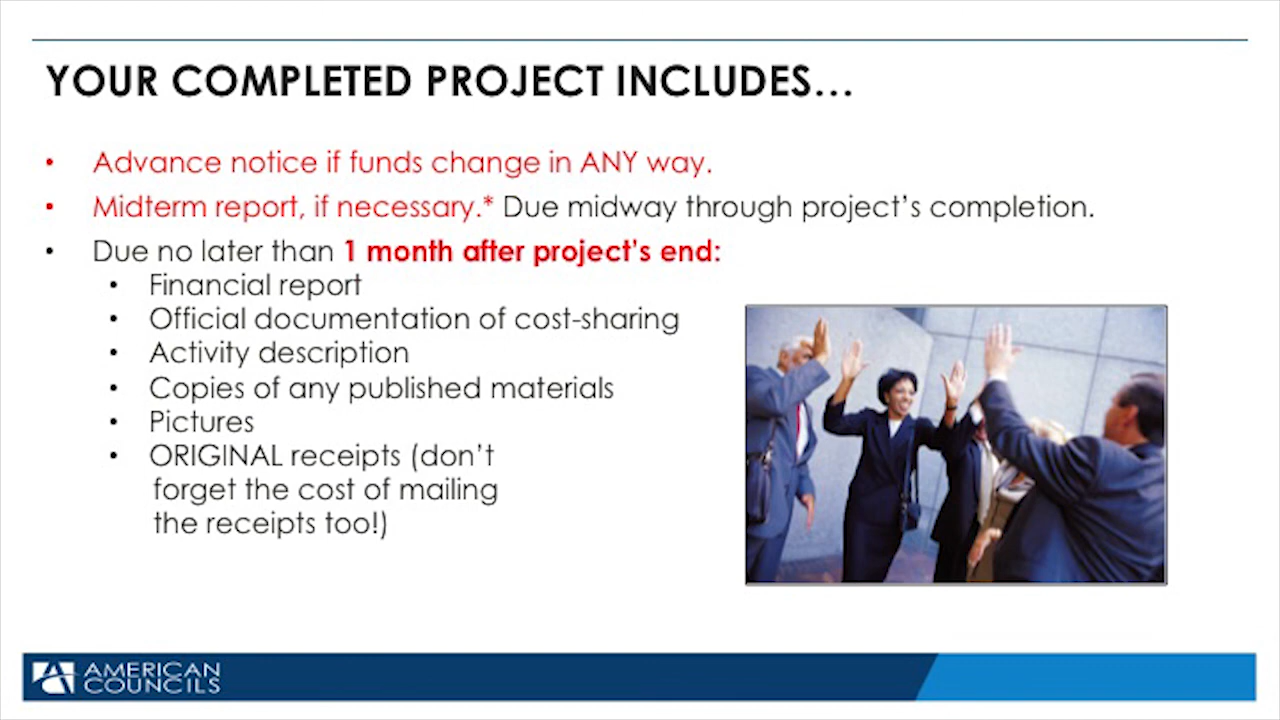 YOUR COMPLETED PROJECT INCLUDES…
• Advance notice if funds change in ANY way.
• Midterm report, if necessary.* Due midway through project’s completion.
• Due no later than 1 month after project’s end:
• Financial report
• Official documentation of cost-sharing
• Activity description
• Copies of any published materials
• Pictures
• ORIGINAL receipts (don’t
forget the cost of mailing
the receipts too!)
AMERICAN
COUNCILS